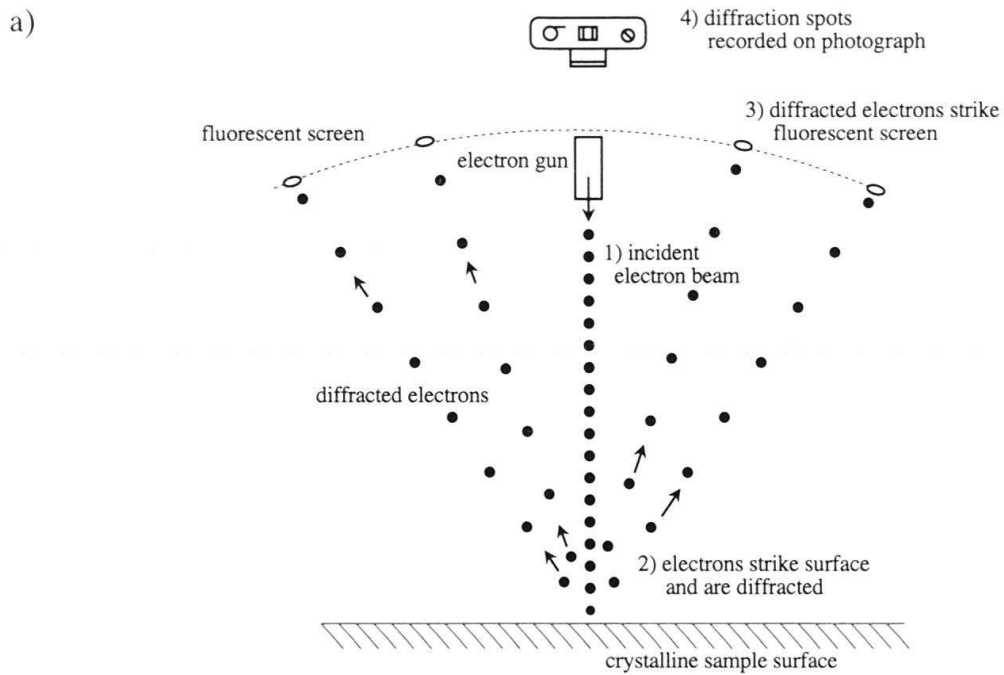 a)
4) diffraction spots
recorded on photograph
3) diffracted electrons strike
fluorescent screen
fluorescent screen
electron gun
1) incident
electron beam
diffracted electrons
2) electrons strike surface
and are diffracted
crystalline sample surface